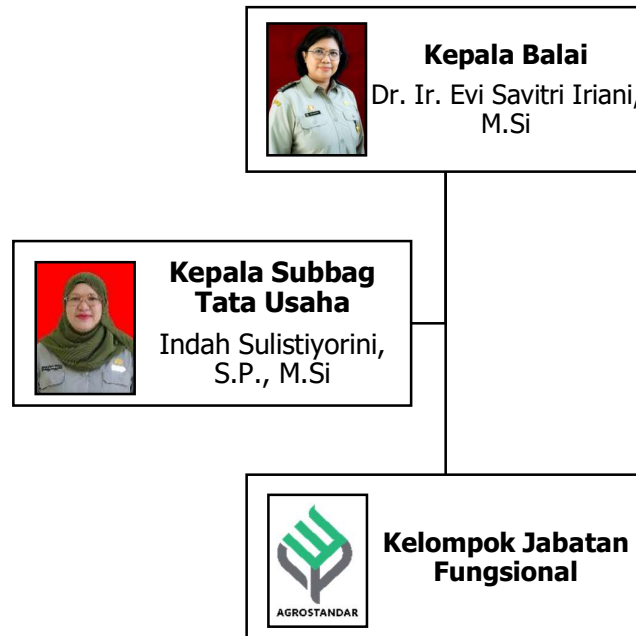 Kepala Balai
Dr. Ir. Evi Savitri Iriani,
M.Si
Kepala Subbag
Tata Usaha
Indah Sulistiyorini,
S.P., M.Si
Kelompok Jabatan
Fungsional
AGROSTANDAR